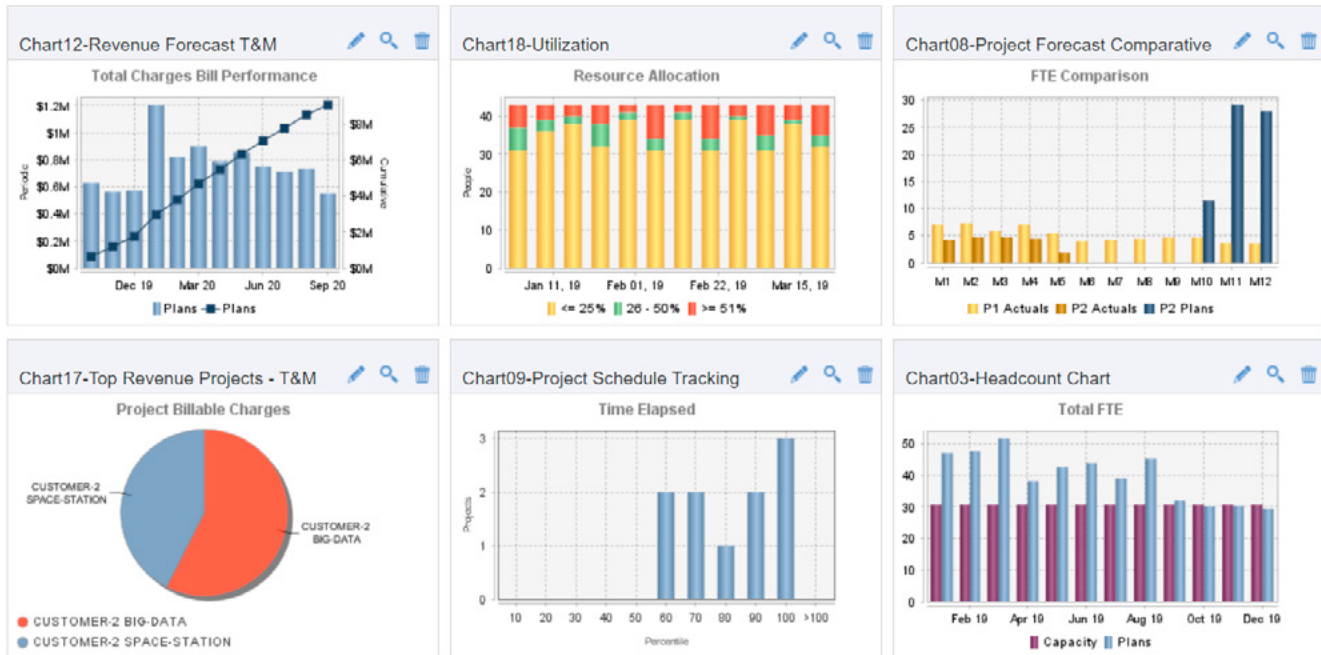 Chart12-Revenue Forecast T&M
Total Charges Bill Performance
$1.2M
$1M
$0.8M
$0.6M
$0.4M
$0.2M
$0M
Periodic
$8M
$6M
$4M
$2M
$0M
Cumulative
Dec 19 Mar 20 Jun 20 Sep 20
Plans Plans
Chart18-Utilization
Resource Allocation
40
30
20
10
0
People
Jan 11, 19 Feb 01, 19 Feb 22, 19 Mar 15, 19
<= 25% 26 - 50% >= 51%
Chart08-Project Forecast Comparative
FTE Comparison
30
25
20
15
10
5
0
M1 M2 M3 M4 M5 M6 M7 M8 M9 M10 M11 M12
P1 Actuals P2 Actuals P2 Plans
Chart17-Top Revenue Projects - T&M
Project Billable Charges
CUSTOMER-2
SPACE-STATION
CUSTOMER-2
BIG-DATA
CUSTOMER-2 BIG-DATA
CUSTOMER-2 SPACE-STATION
Chart09-Project Schedule Tracking
Time Elapsed
3
2
1
0
Projects
10 20 30 40 50 60 70 80 90 100 >100
Percentile
Chart03-Headcount Chart
Total FTE
50
40
30
20
10
0
Feb 19 Apr 19 Jun 19 Aug 19 Oct 19 Dec 19
Capacity Plans